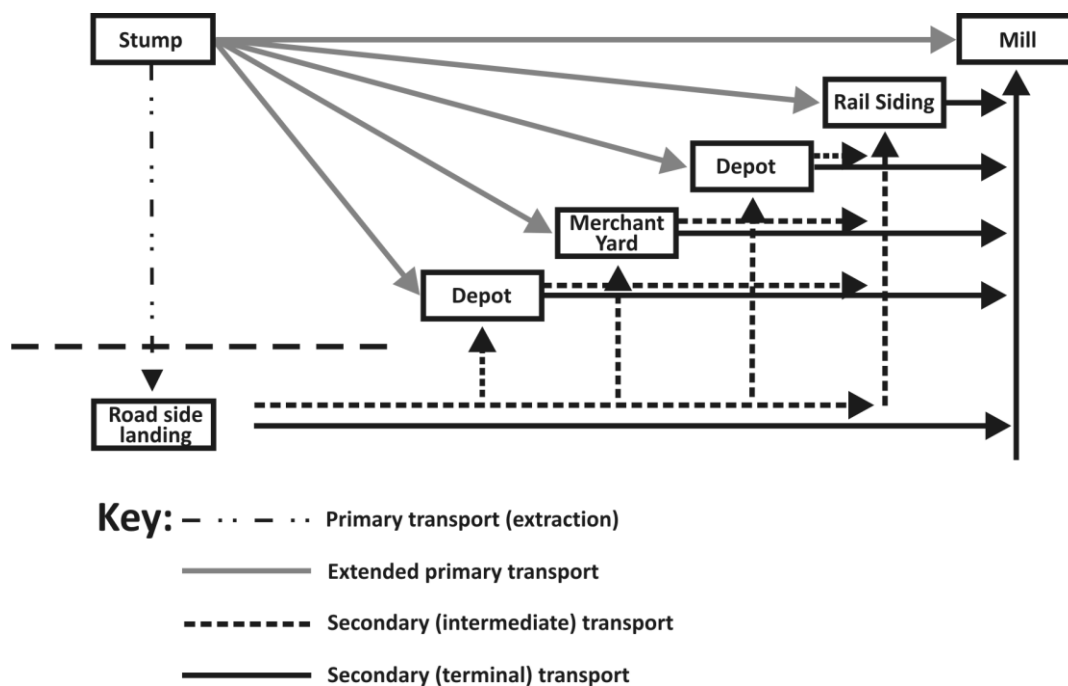 Stump
Mill
Rail Siding
Depot
Merchant
Yard
Depot
Road side
landing
Key:
Primary transport (extraction)
Extended primary transport
Secondary (intermediate) transport
Secondary (terminal) transport